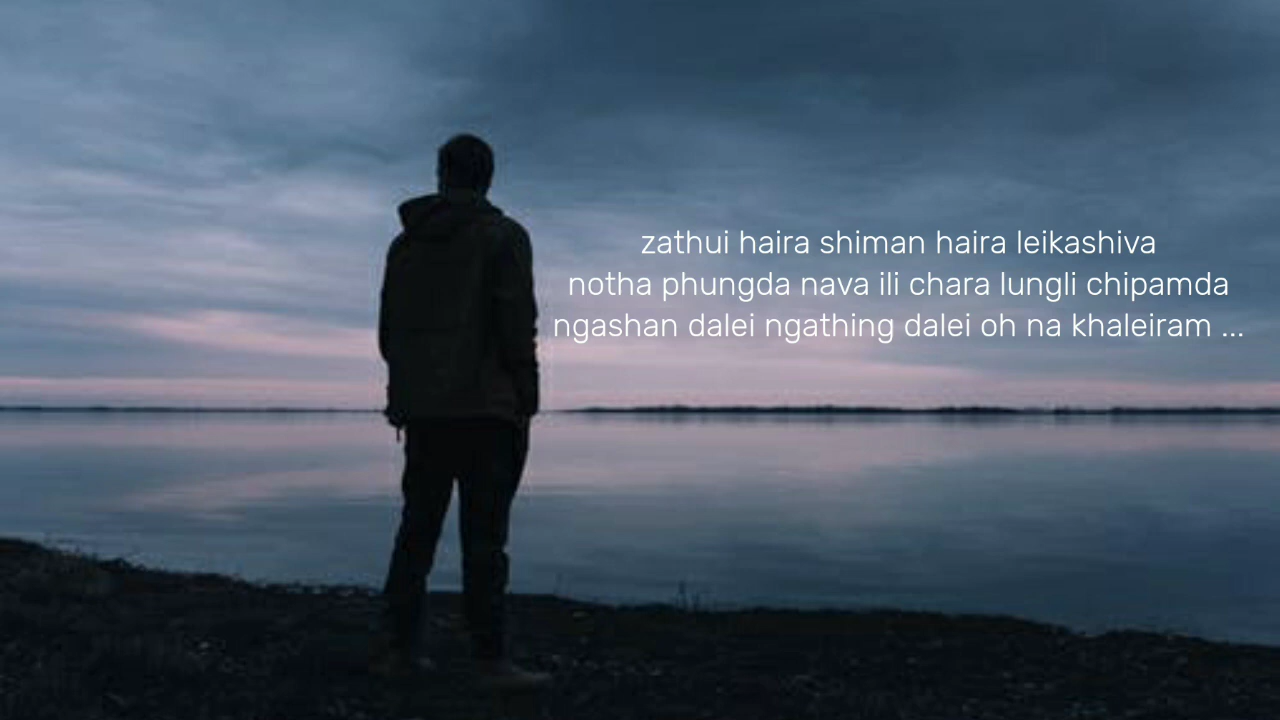 zathui haira shiman haira leikashiva
notha phungda nava ili chara lungli chipamda
ngashan dalei ngathing dalei oh na khaleiram ...